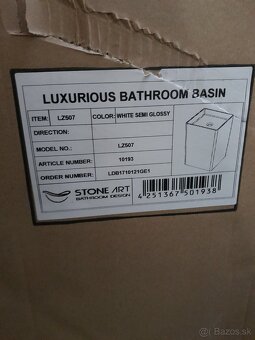 LUXURIOUS BATHROOM BASIN
ITEM: LZ507 COLOR: WHITE SEMI GLOSSY
DIRECTION:
MODEL NO.: LZ507
ARTICLE NUMBER: 10193
ORDER NUMBER: LDB1710121GE1
STONE ART
BATHROOM DESIGN
4 251367 501938
Bazos.sk